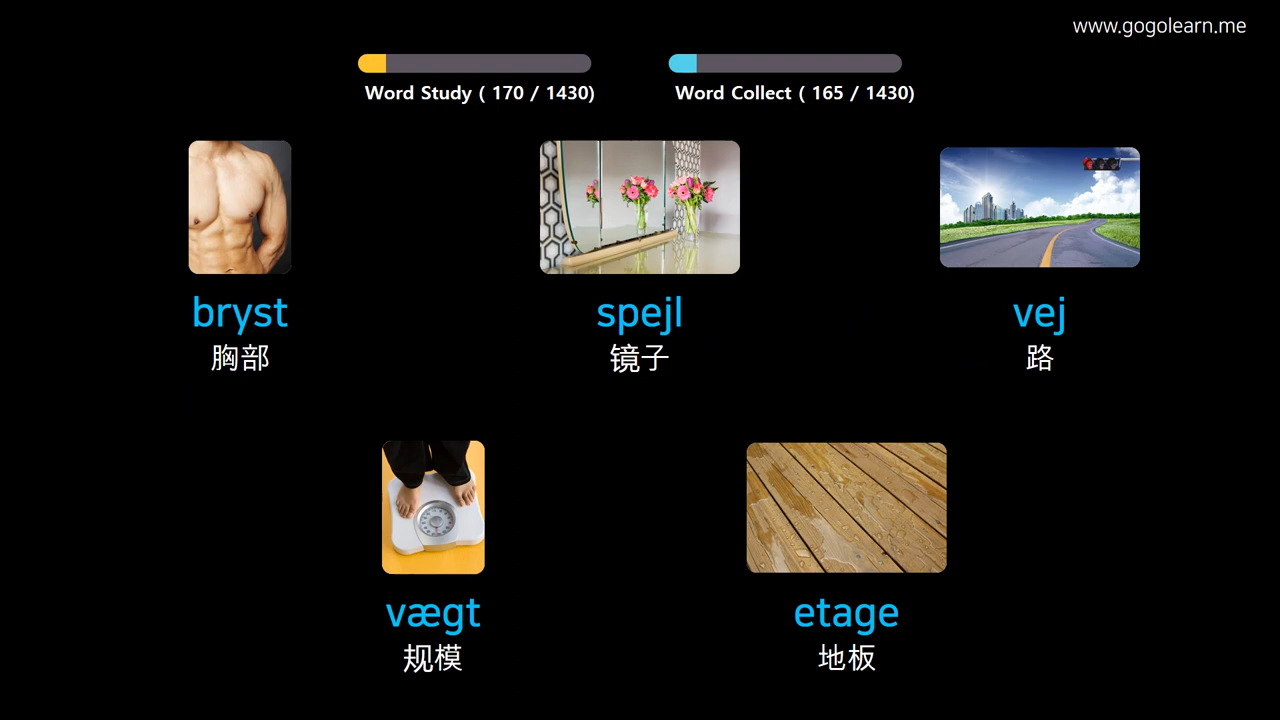 www.gogolearn.me
Word Study ( 170 / 1430)
Word Collect ( 165 / 1430)
bryst
胸部
spejl
镜子
vej
路
vægt
规模
etage
地板